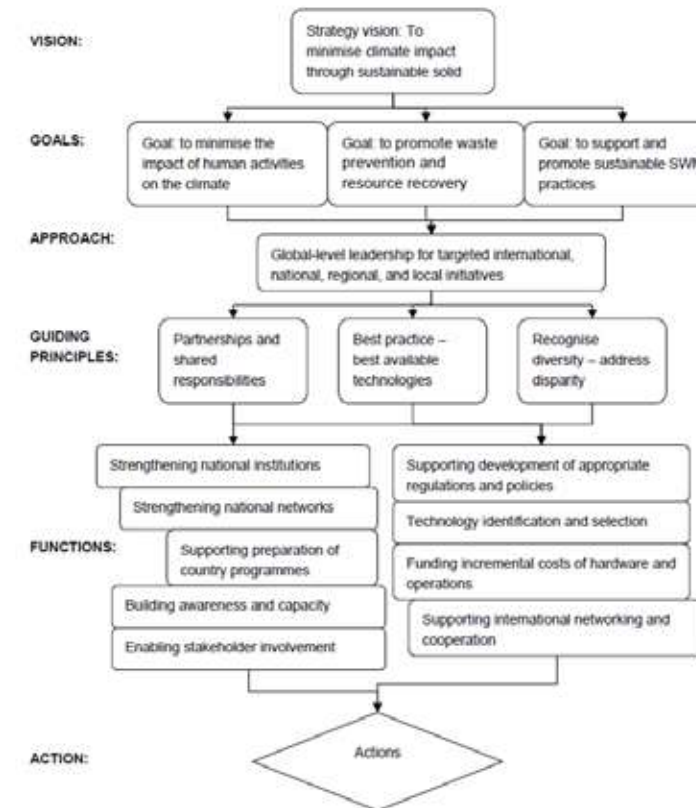 VISION:
Strategy vision: To
minimise climate impact
through sustainable solid
GOALS:
Goal: to minimise the
impact of human activities
on the climate
Goal: to promote waste
prevention and
resource recovery
Goal: to support and
promote sustainable SWM
practices
APPROACH:
Global-level leadership for targeted international,
national, regional, and local initiatives
GUIDING
PRINCIPLES:
Partnerships and
shared
responsibilities
Best practice –
best available
technologies
Recognise
diversity – address
disparity
FUNCTIONS:
Strengthening national institutions
Strengthening national networks
Supporting preparation of
country programmes
Building awareness and capacity
Enabling stakeholder involvement
Supporting development of appropriate
regulations and policies
Technology identification and selection
Funding incremental costs of hardware and
operations
Supporting international networking and
cooperation
ACTION:
Actions